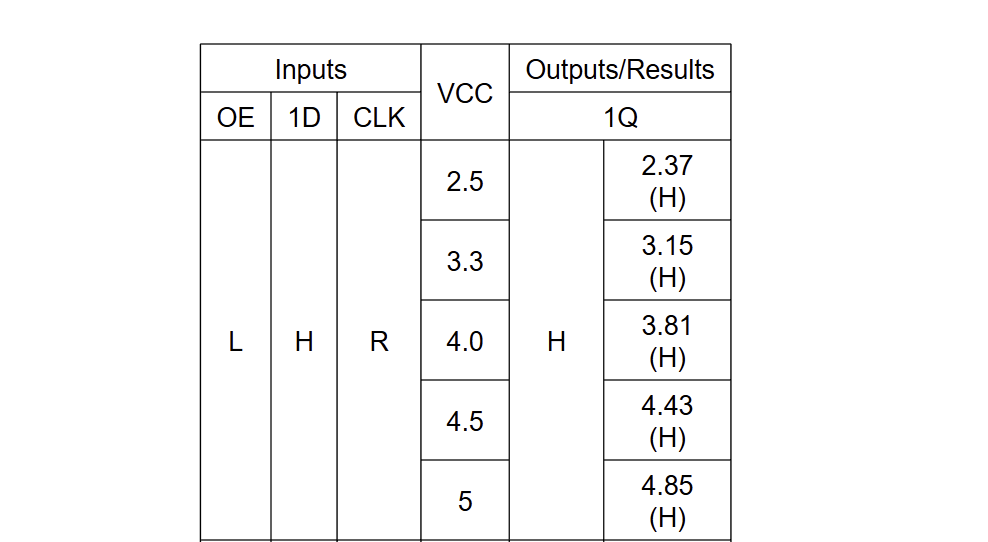 Inputs
VCC
Outputs/Results
OE
1D
CLK
1Q
L
H
R
2.5
H
2.37
(H)
3.3
3.15
(H)
4.0
3.81
(H)
4.5
4.43
(H)
5
4.85
(H)